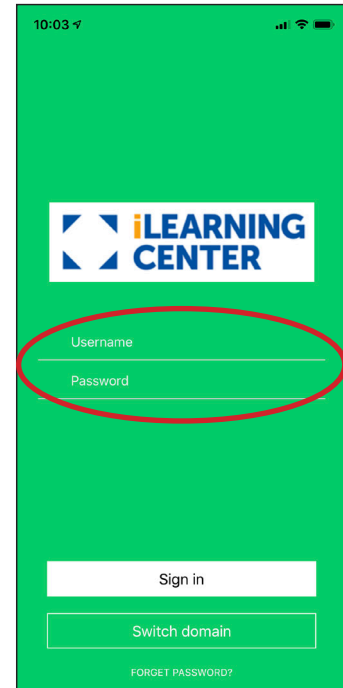 10:03
iLEARNING
CENTER
Username
Password
Sign in
Switch domain
FORGET PASSWORD?